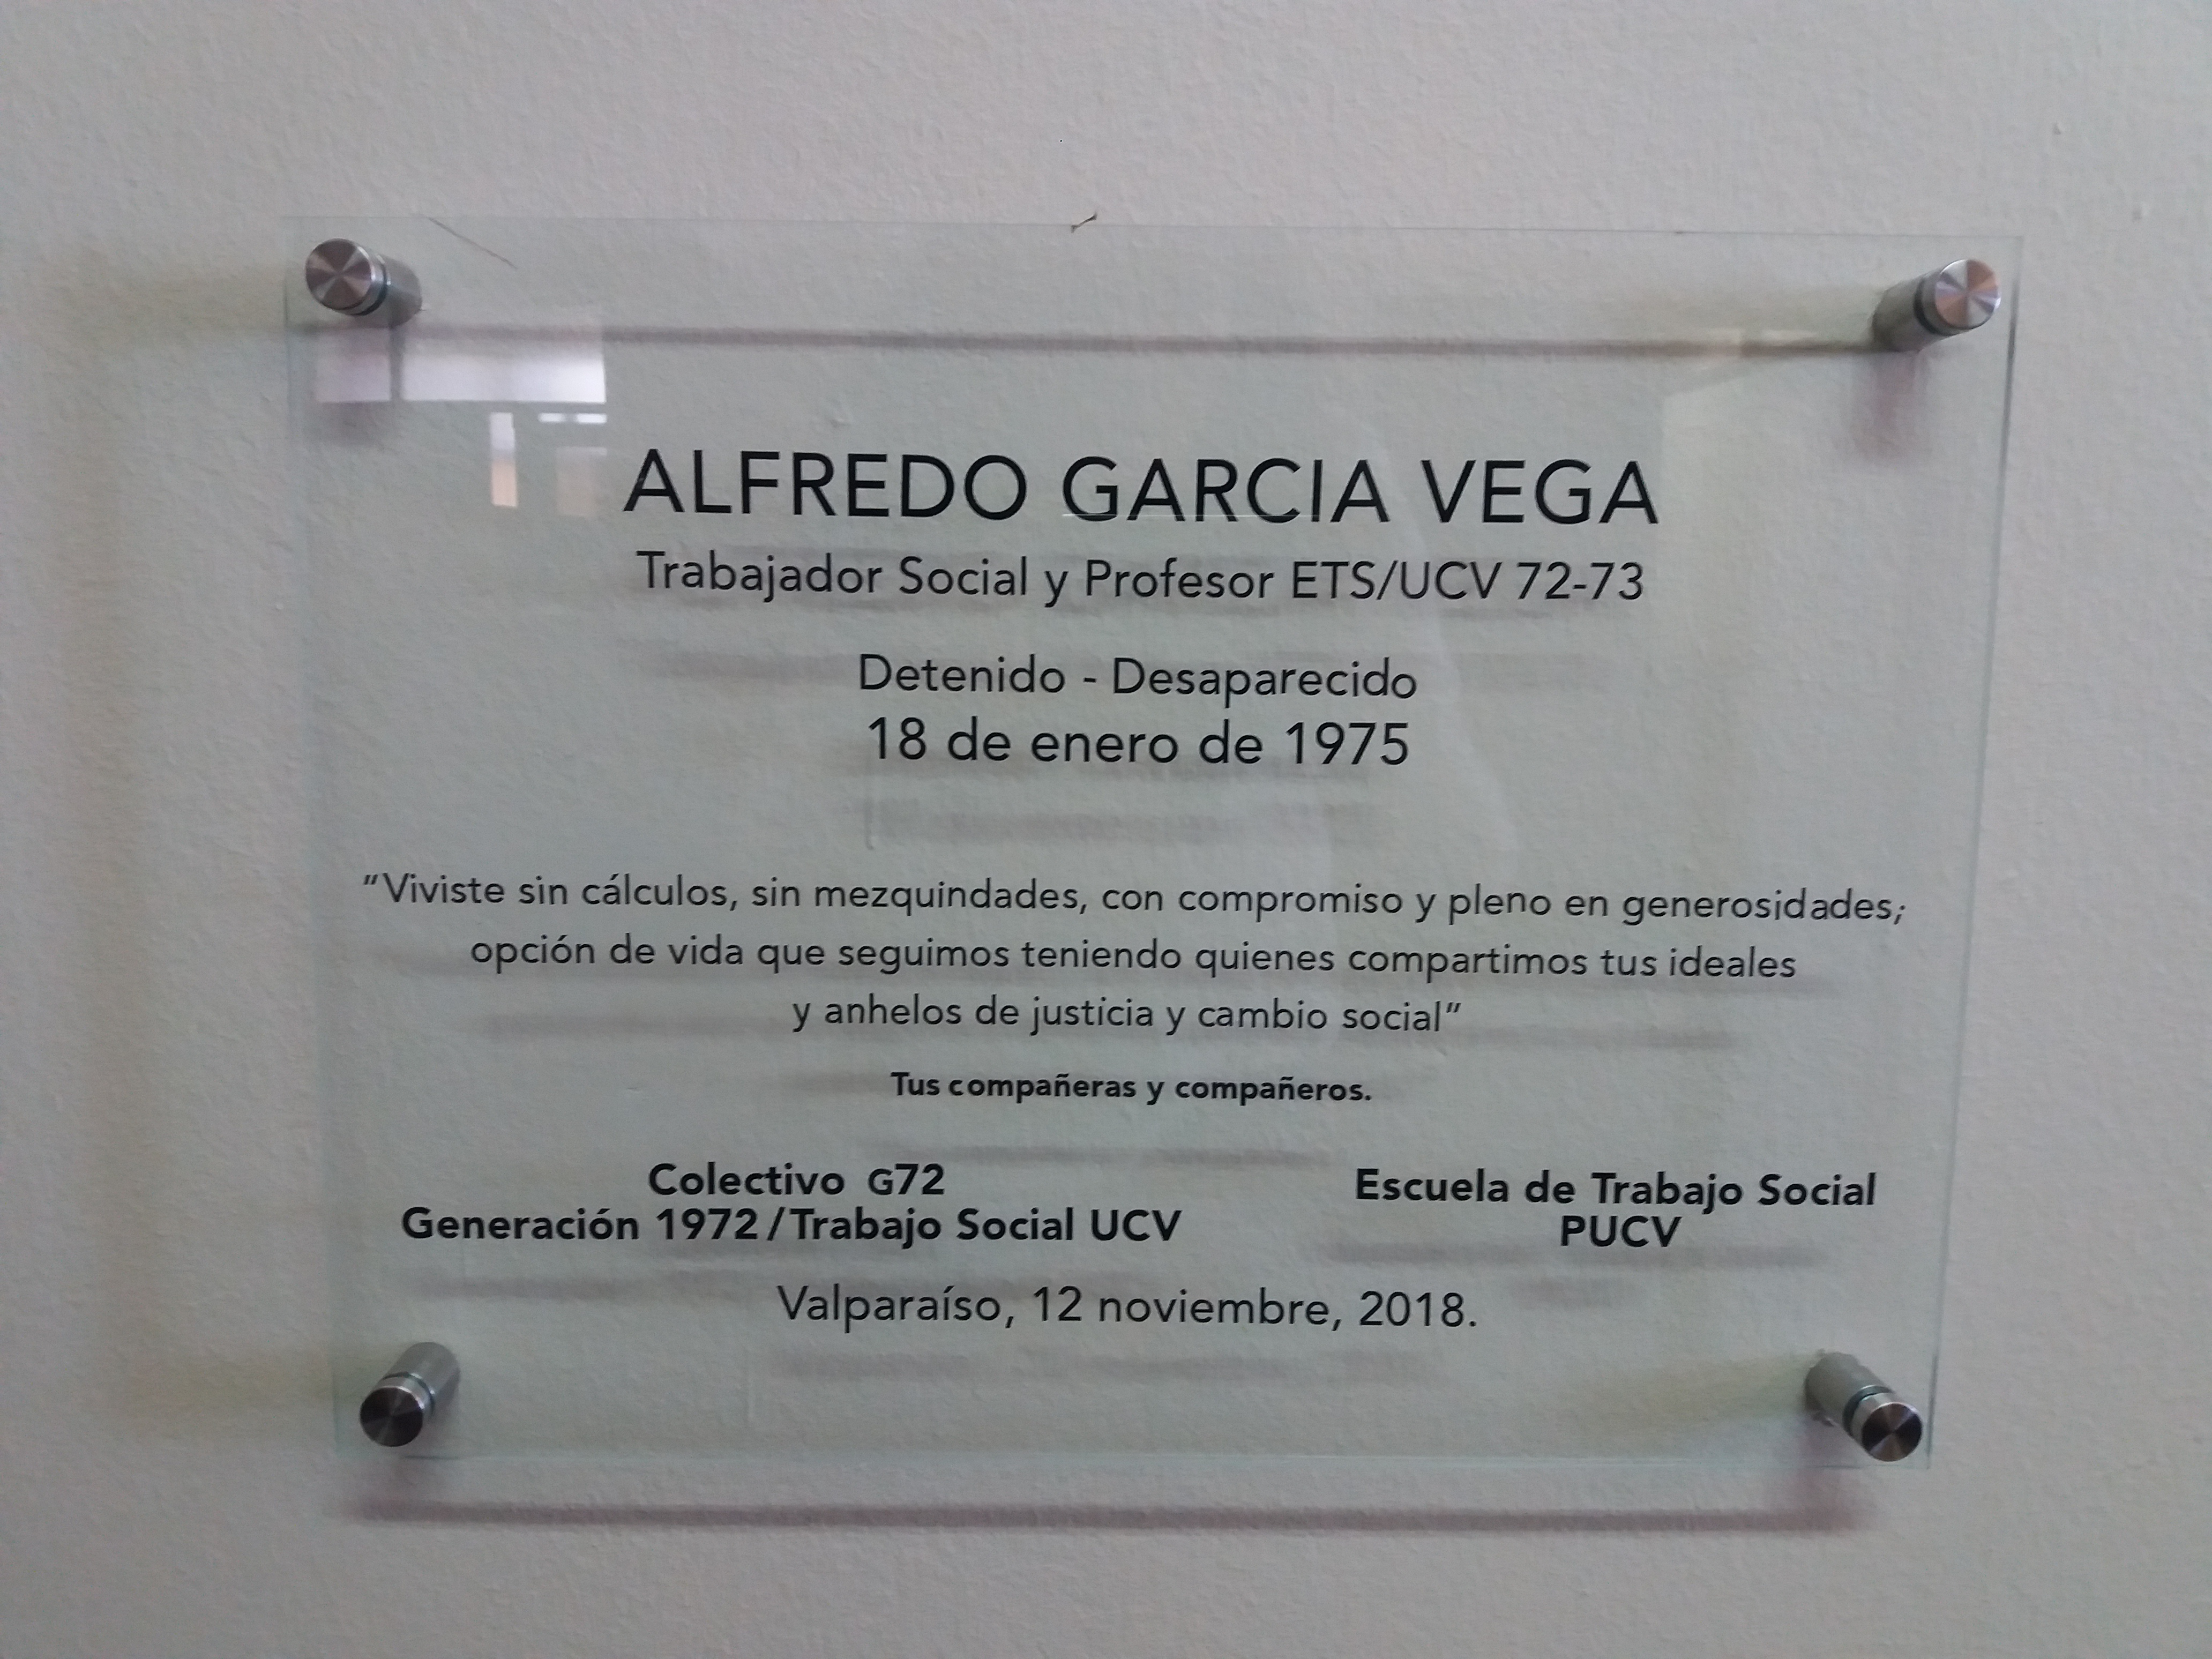 ALFREDO GARCIA VEGA
Trabajador Social y Profesor ETS/UCV 72-73
Detenido - Desaparecido
18 de enero de 1975
"Viviste sin cálculos, sin mezquindades, con compromiso y pleno en generosidades;
opción de vida que seguimos teniendo quienes compartimos tus ideales
y anhelos de justicia y cambio social"
Tus compañeras y compañeros.
Colectivo G72
Generación 1972/Trabajo Social UCV
Escuela de Trabajo Social
PUCV
Valparaíso, 12 noviembre, 2018.